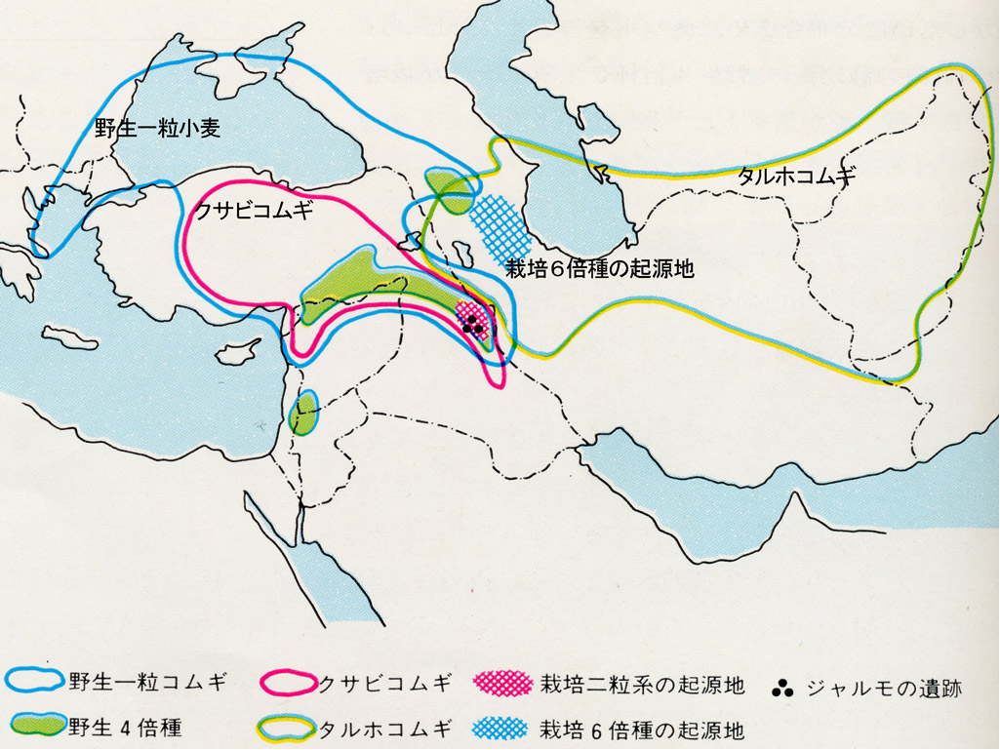 野生一粒小麦
タルホコムギ
クサビコムギ
栽培6倍種の起源地
野生一粒コムギ
クサビコムギ
栽培二粒系の起源地
ジャルモの遺跡
野生4倍種
タルホコムギ
栽培6倍種の起源地